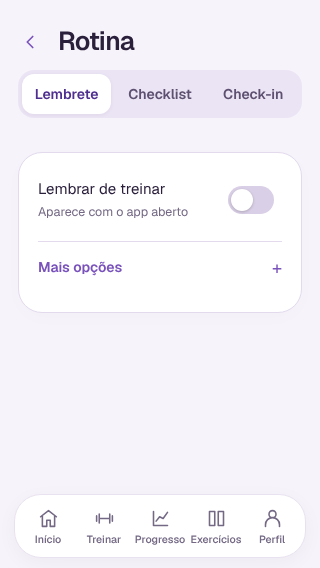 Rotina
Lembrete
Checklist
Check-in
Lembrar de treinar
Aparece com o app aberto
Mais opções
+
Início
Treinar
Progresso
Exercícios
Perfil